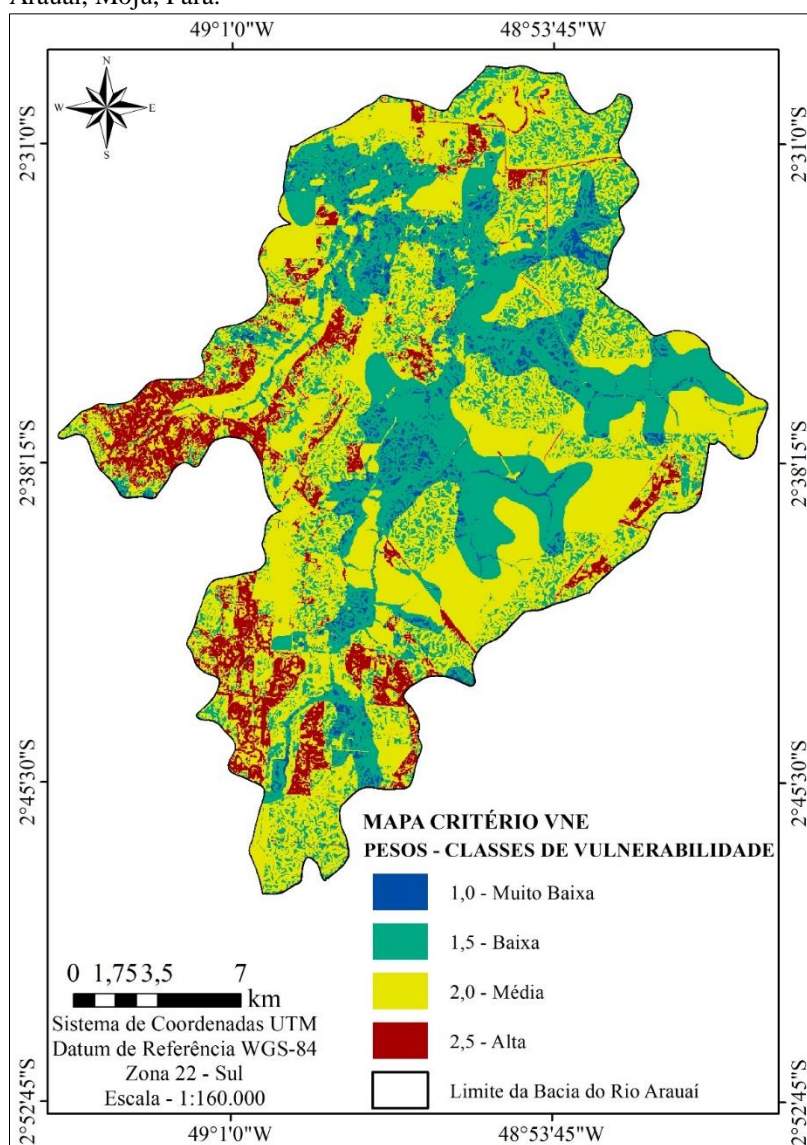 Arauaí, Moju, Pará.
49°1'0"W 48°53'45"W
N
W E
S
2°31'0"S 2°31'0"S
2°38'15"S 2°38'15"S
2°45'30"S 2°45'30"S
MAPA CRITÉRIO VNE
PESOS - CLASSES DE VULNERABILIDADE
1,0 - Muito Baixa
1,5 - Baixa
2,0 - Média
2,5 - Alta
Limite da Bacia do Rio Arauaí
0 1,75 3,5 7
km
Sistema de Coordenadas UTM
Datum de Referência WGS-84
Zona 22 - Sul
Escala - 1:160.000
2°52'45"S 2°52'45"S
49°1'0"W 48°53'45"W